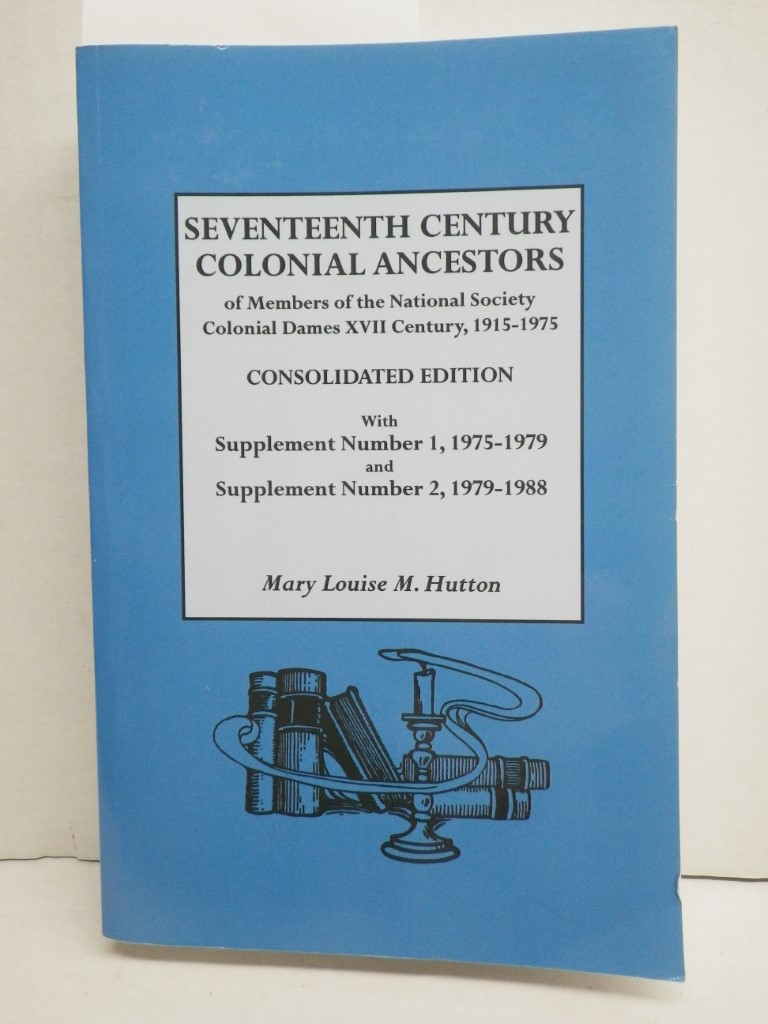 SEVENTEENTH CENTURY
COLONIAL ANCESTORS
of Members of the National Society
Colonial Dames XVII Century, 1915-1975
CONSOLIDATED EDITION
With
Supplement Number 1, 1975-1979
and
Supplement Number 2, 1979-1988
Mary Louise M. Hutton